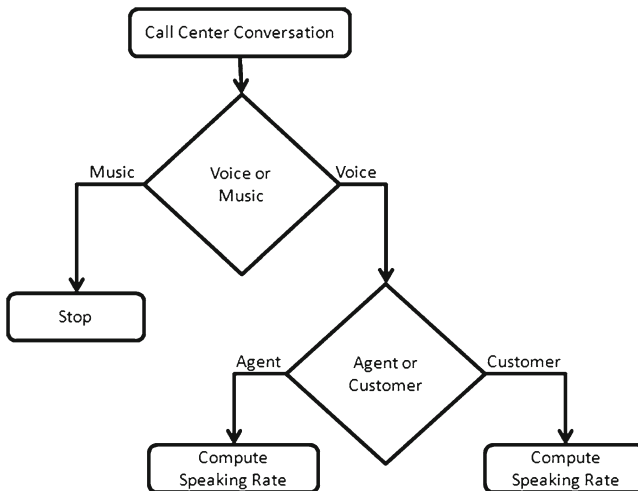 Call Center Conversation
Music
Voice or
Music
Voice
Stop
Agent
Agent or
Customer
Customer
Compute
Speaking Rate
Compute
Speaking Rate